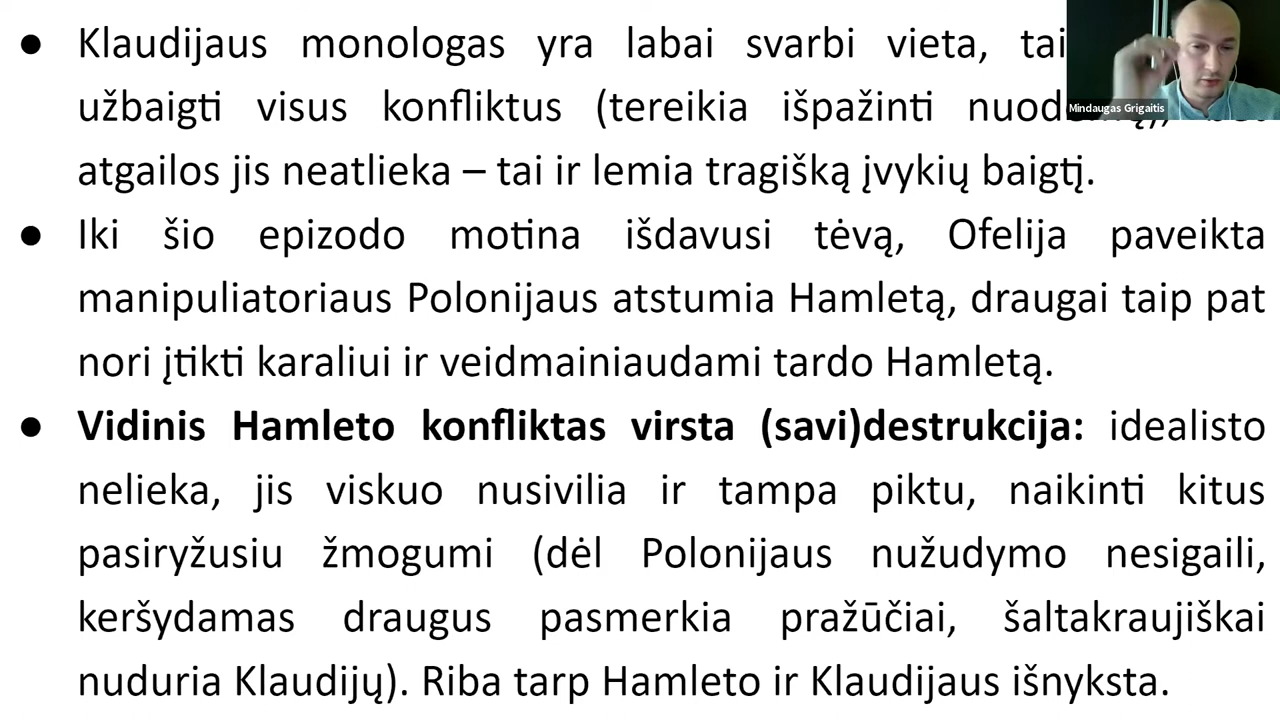 ● Klaudijaus monologas yra labai svarbi vieta, tai
užbaigti visus konfliktus (tereikia išpažinti
atgailos jis neatlieka – tai ir lemia tragišką įvykių baigtį.
● Iki šio epizodo motina išdavusi tėvą, Ofelija paveikta
manipuliatoriaus Polonijaus atstumia Hamletą, draugai taip pat
nori įtikti karaliui ir veidmainiaudami tardo Hamletą.
● Vidinis Hamleto konfliktas virsta (savi)destrukcija: idealisto
nelieka, jis viskuo nusivilia ir tampa piktu, naikinti kitus
pasiryžusiu žmogumi (dėl Polonijaus nužudymo nesigaili,
keršydamas draugus pasmerkia pražūčiai, šaltakraujiškai
nuduria Klaudijų). Riba tarp Hamleto ir Klaudijaus išnyksta.
Mindaugas Grigaitis